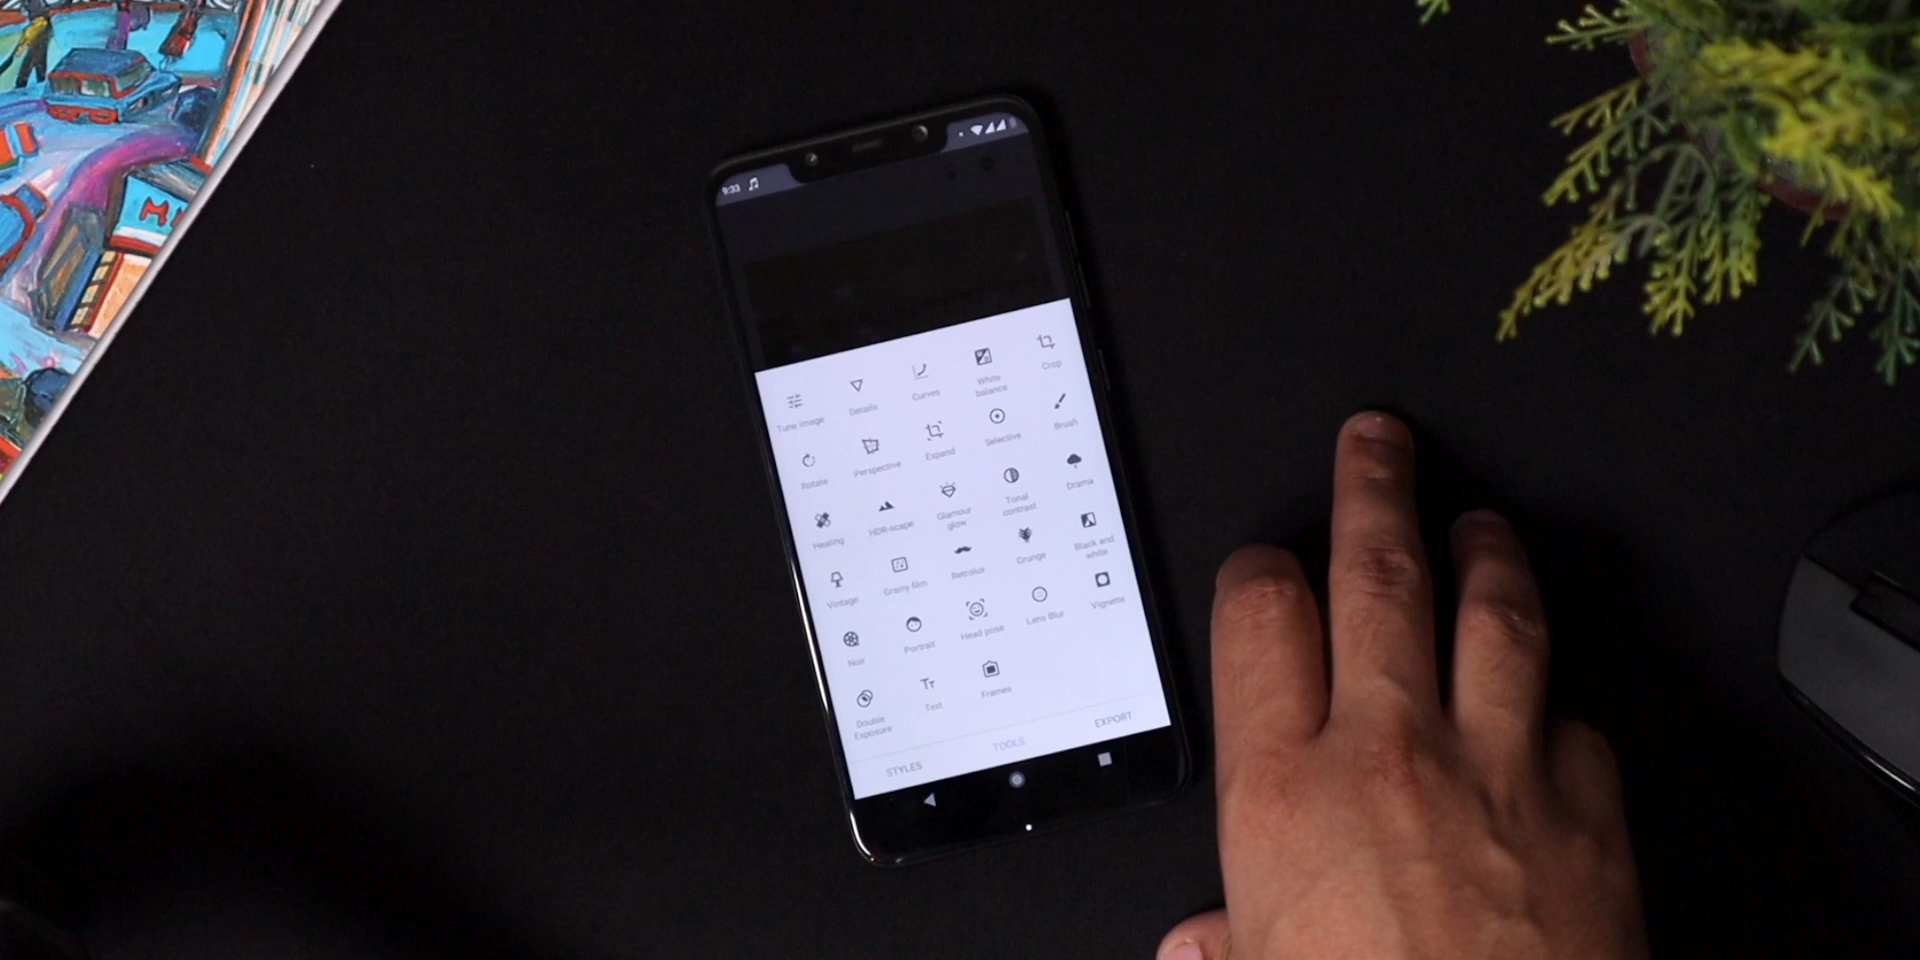 9:33
Tune image
Details
Curves
White
balance
Crop
Rotate
Perspective
Expand
Selective
Brush
Healing
HDR-scape
Glamour
glow
Tonal
contrast
Drama
Vintage
Grainy film
Retrolux
Grunge
Black and
white
Noir
Portrait
Head pose
Lens Blur
Vignette
Double
Exposure
Text
Frames
STYLES
TOOLS
EXPORT